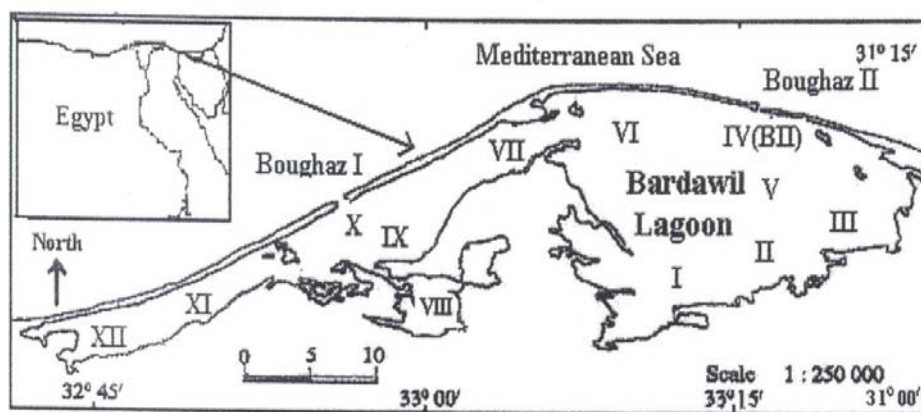 Mediterranean Sea
31° 15′
Boughaz II
Egypt
VI
IV(BII)
VII
Boughaz I
Bardawil
V
Lagoon
X
III
IX
North
II
I
XI
VIII
XII
0 5 10
Scale 1 : 250 000
32° 45′
33° 00′
33° 15′
31° 00′